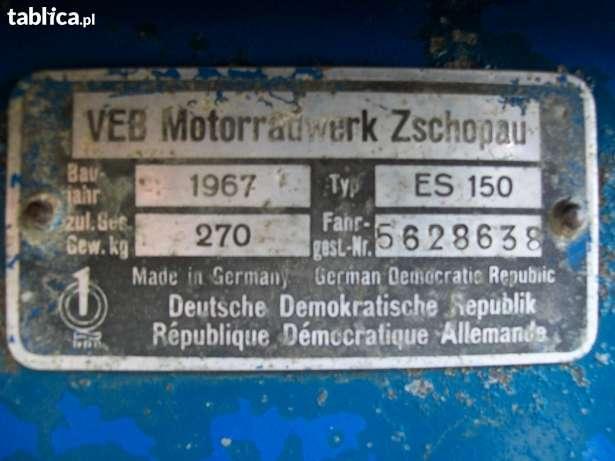 tablica.pl
VEB Motorradwerk Zschopau
Bau-
jahr
1967
Typ
ES 150
zul. Ges.
Gew. kg
270
Fahr-
gest.-Nr.
5628638
Made in Germany German Democratic Republic
Deutsche Demokratische Republik
République Démocratique Allemande
1